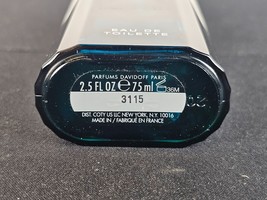 EAU DE
TOILETTE
PARFUMS DAVIDOFF PARIS
2.5 FL OZ ℮ 75 ml 36M
3115
DIST. COTY US LLC NEW YORK, N.Y. 10016
MADE IN / FABRIQUÉ EN FRANCE